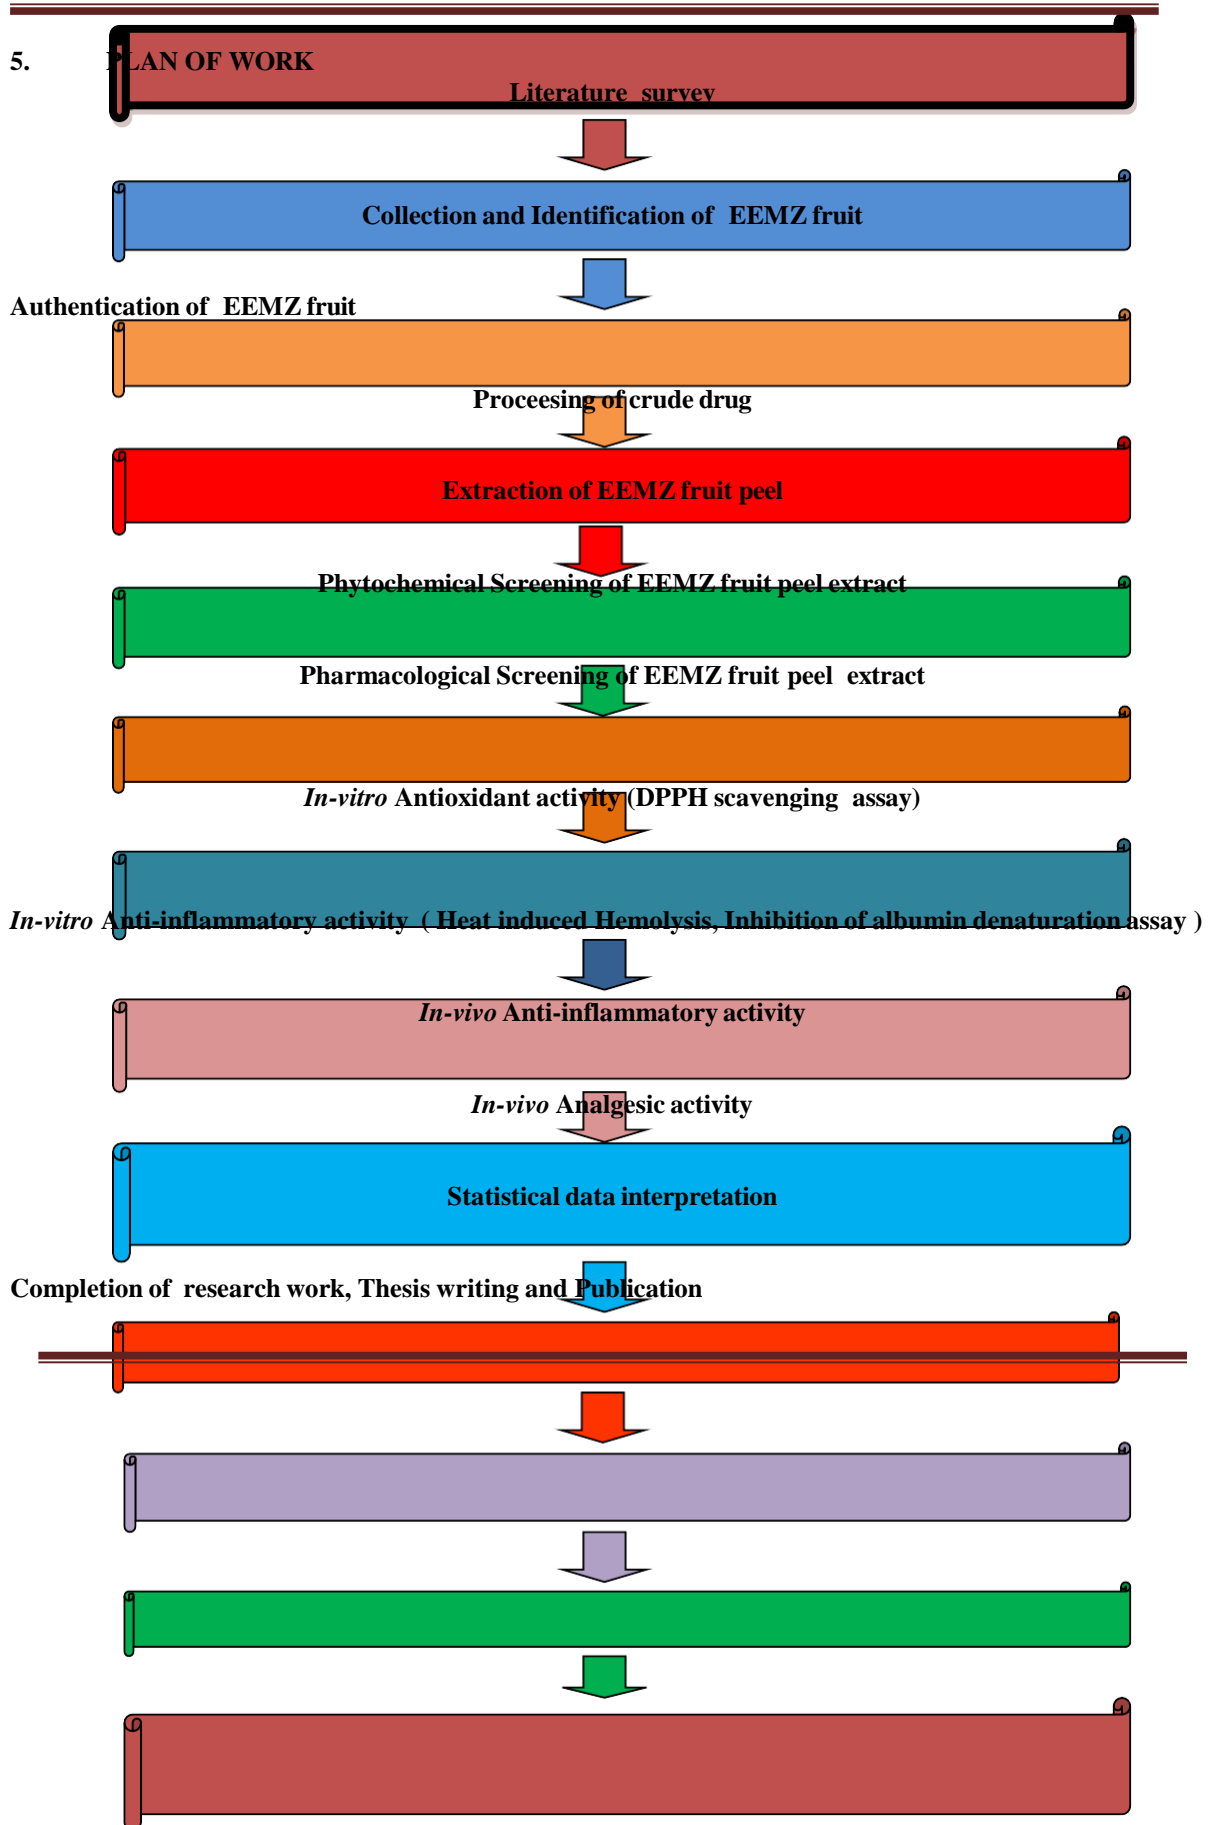 5. PLAN OF WORK
Literature survey
Collection and Identification of EEMZ fruit
Authentication of EEMZ fruit
Proceesing of crude drug
Extraction of EEMZ fruit peel
Phytochemical Screening of EEMZ fruit peel extract
Pharmacological Screening of EEMZ fruit peel extract
In-vitro Antioxidant activity (DPPH scavenging assay)
In-vitro Anti-inflammatory activity ( Heat induced Hemolysis, Inhibition of albumin denaturation assay )
In-vivo Anti-inflammatory activity
In-vivo Analgesic activity
Statistical data interpretation
Completion of research work, Thesis writing and Publication